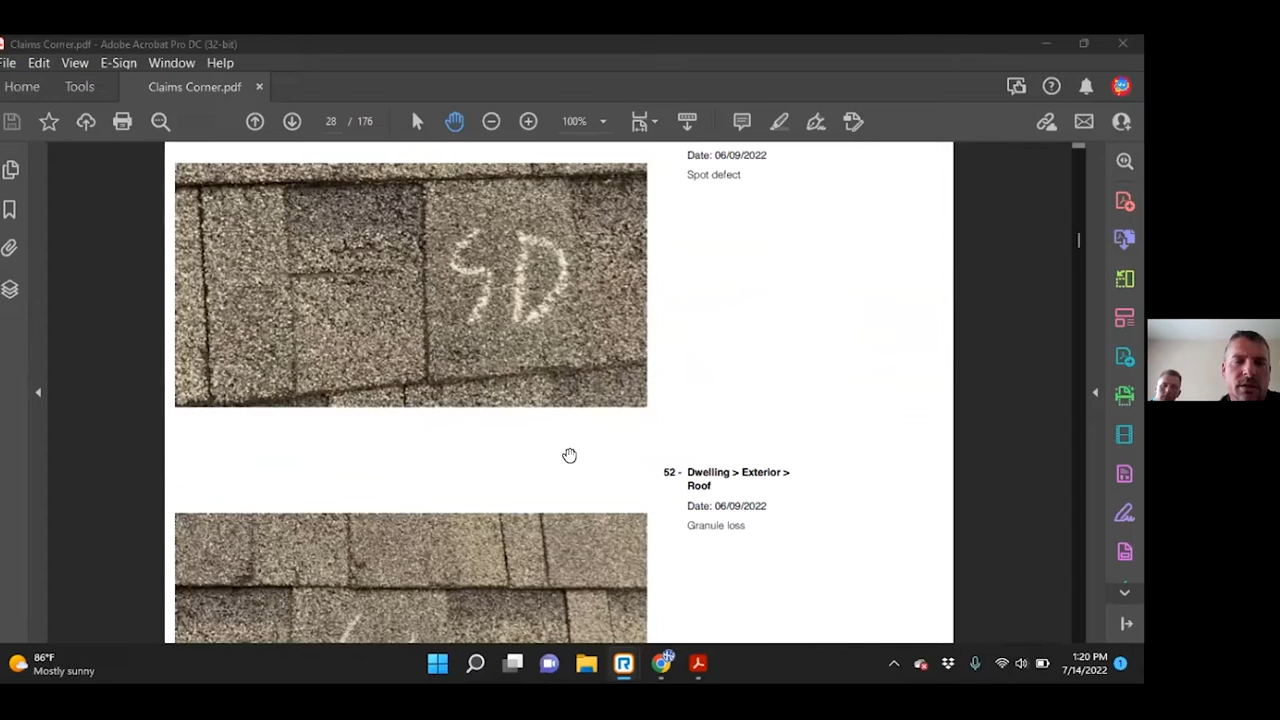 Claims Corner.pdf - Adobe Acrobat Pro DC (32-bit)
File Edit View E-Sign Window Help
Home Tools Claims Corner.pdf
28 / 176 100%
Date: 06/09/2022
Spot defect
SD
52 - Dwelling > Exterior >
Roof
Date: 06/09/2022
Granule loss
86°F
Mostly sunny
1:20 PM
7/14/2022 1